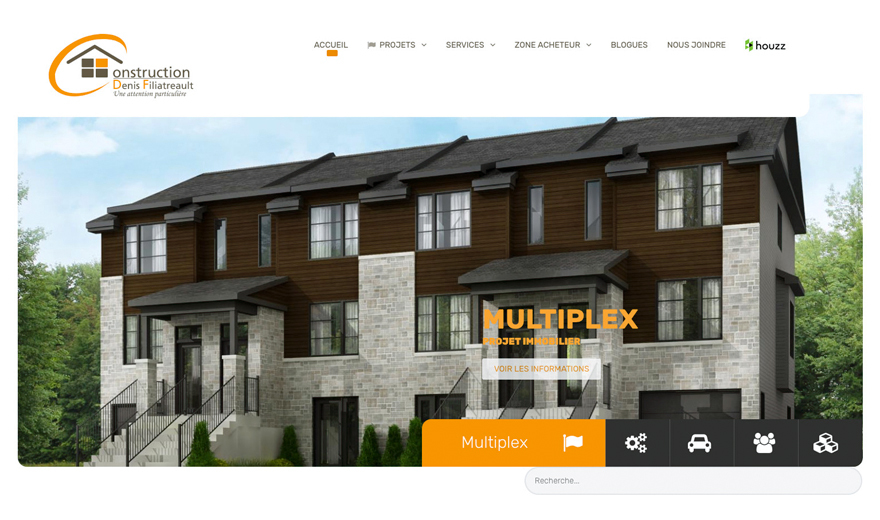 ACCUEIL PROJETS SERVICES ZONE ACHETEUR BLOGUES NOUS JOINDRE houzz
onstruction
Denis Filiatreault
Une attention particulière
MULTIPLEX
PROJET IMMOBILIER
VOIR LES INFORMATIONS
Multiplex
Recherche...